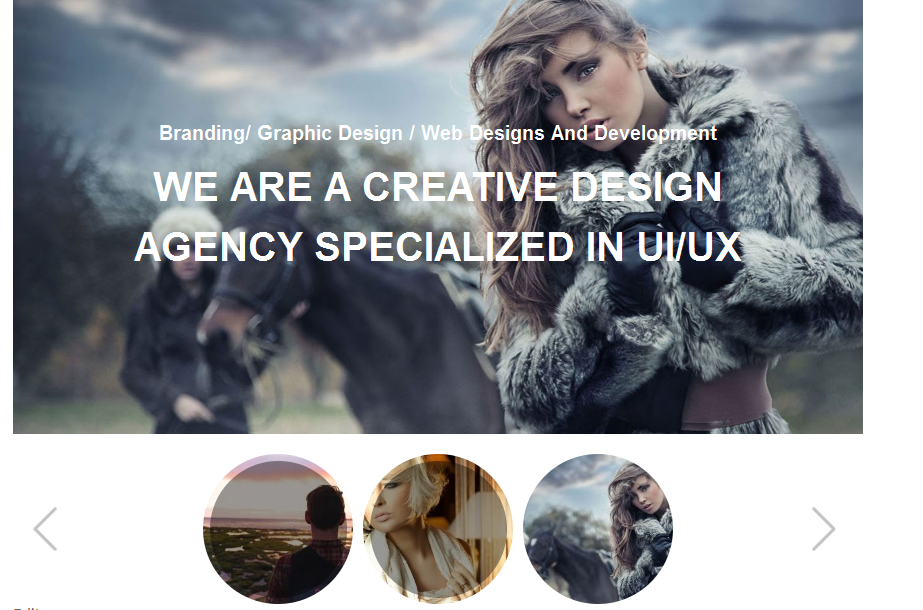 Branding/ Graphic Design / Web Designs And Development
WE ARE A CREATIVE DESIGN
AGENCY SPECIALIZED IN UI/UX